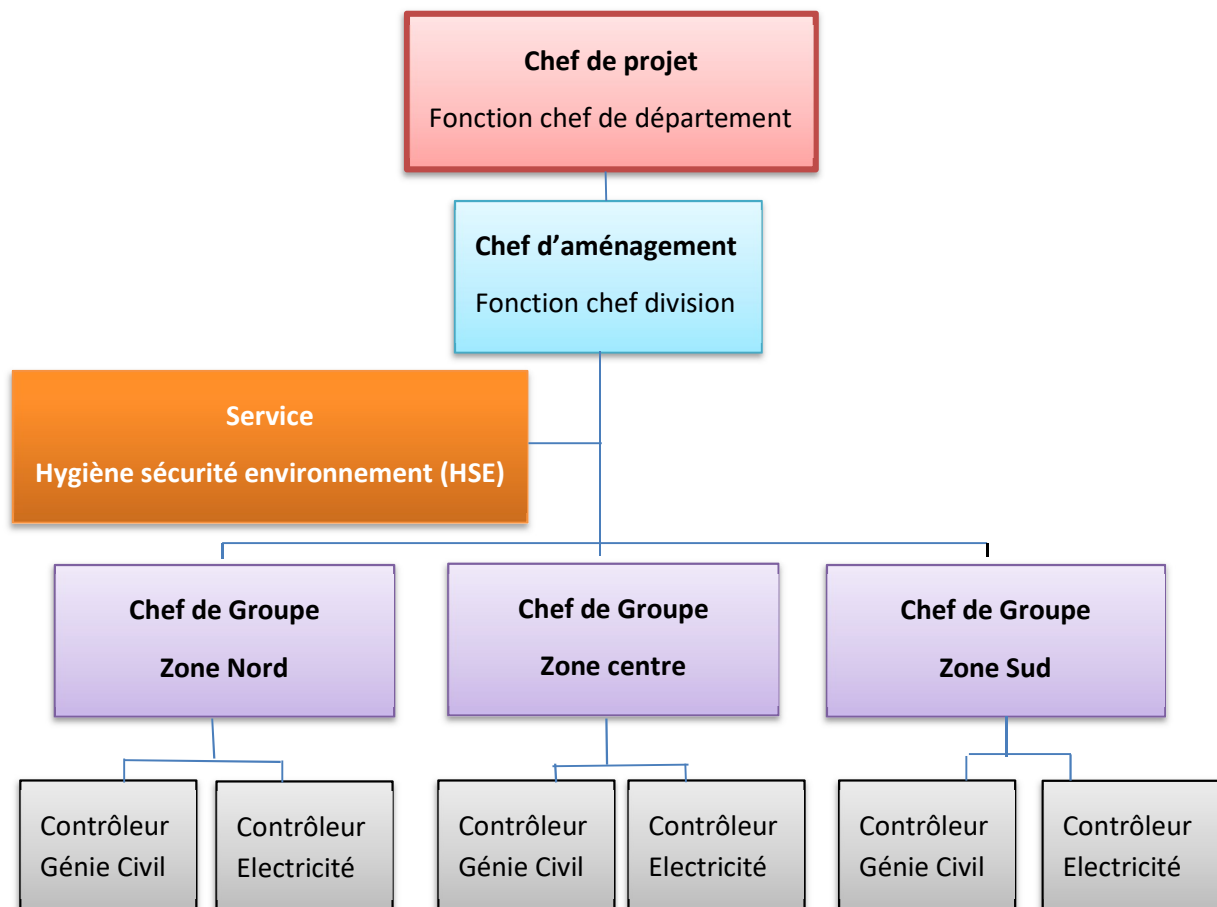 Chef de projet
Fonction chef de département
Chef d’aménagement
Fonction chef division
Service
Hygiène sécurité environnement (HSE)
Chef de Groupe
Zone Nord
Chef de Groupe
Zone centre
Chef de Groupe
Zone Sud
Contrôleur
Génie Civil
Contrôleur
Electricité
Contrôleur
Génie Civil
Contrôleur
Electricité
Contrôleur
Génie Civil
Contrôleur
Electricité